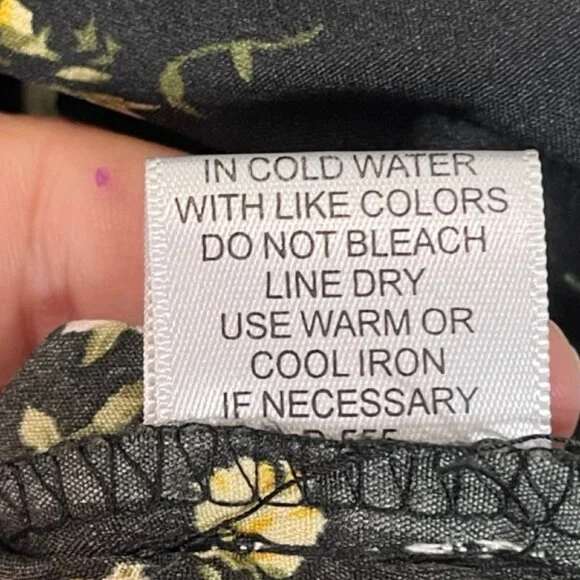 IN COLD WATER
WITH LIKE COLORS
DO NOT BLEACH
LINE DRY
USE WARM OR
COOL IRON
IF NECESSARY